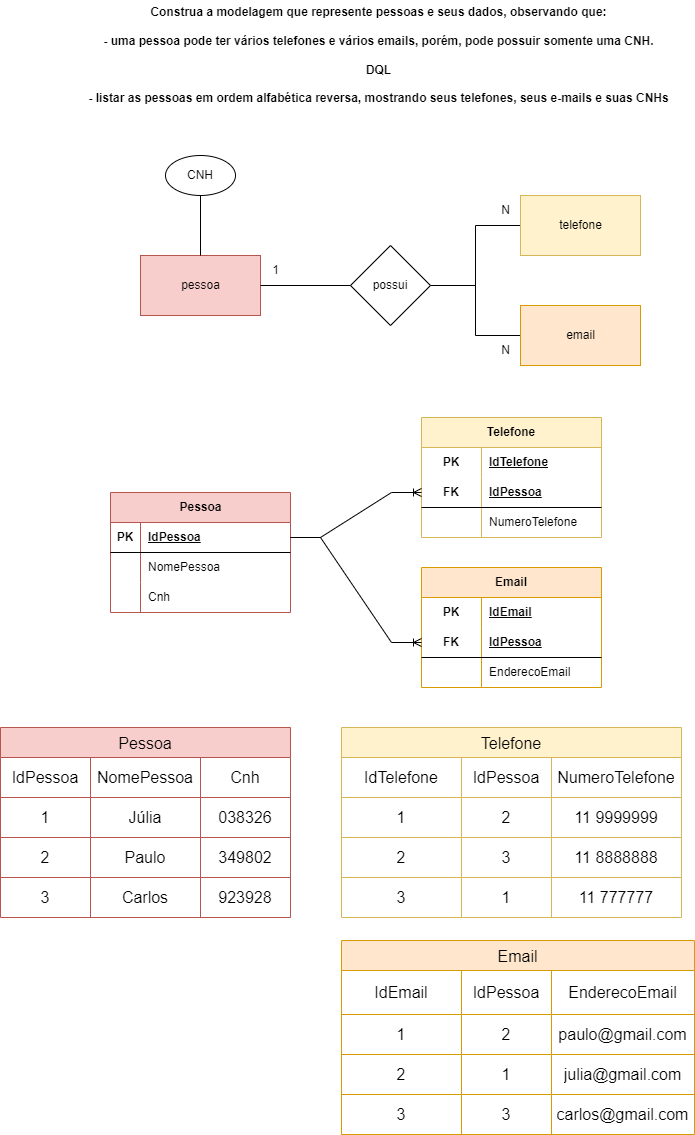 Construa a modelagem que represente pessoas e seus dados, observando que:
- uma pessoa pode ter vários telefones e vários emails, porém, pode possuir somente uma CNH.
DQL
- listar as pessoas em ordem alfabética reversa, mostrando seus telefones, seus e-mails e suas CNHs
CNH
pessoa
1
possui
N
telefone
N
email
Pessoa
PK IdPessoa
NomePessoa
Cnh
Telefone
PK IdTelefone
FK IdPessoa
NumeroTelefone
Email
PK IdEmail
FK IdPessoa
EnderecoEmail
Pessoa
IdPessoa NomePessoa Cnh
1 Júlia 038326
2 Paulo 349802
3 Carlos 923928
Telefone
IdTelefone IdPessoa NumeroTelefone
1 2 11 9999999
2 3 11 8888888
3 1 11 777777
Email
IdEmail IdPessoa EnderecoEmail
1 2 paulo@gmail.com
2 1 julia@gmail.com
3 3 carlos@gmail.com